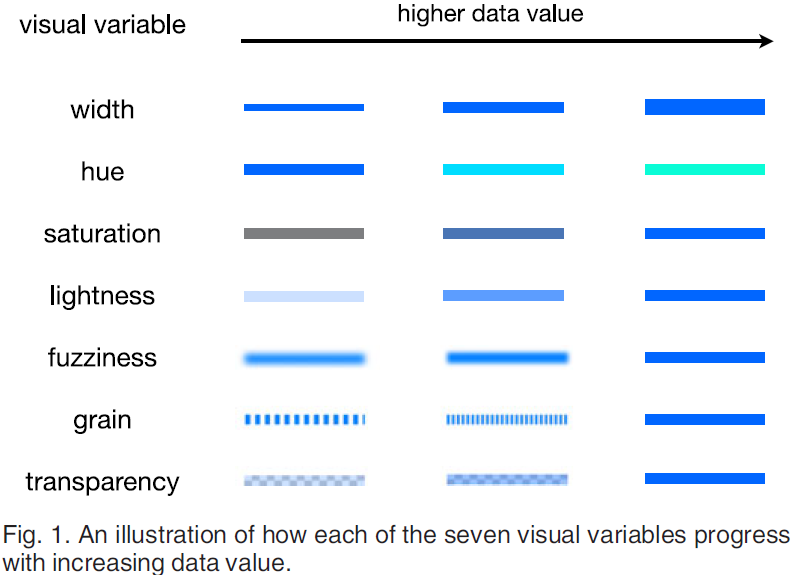 visual variable
higher data value
width
hue
saturation
lightness
fuzziness
grain
transparency
Fig. 1. An illustration of how each of the seven visual variables progress
with increasing data value.